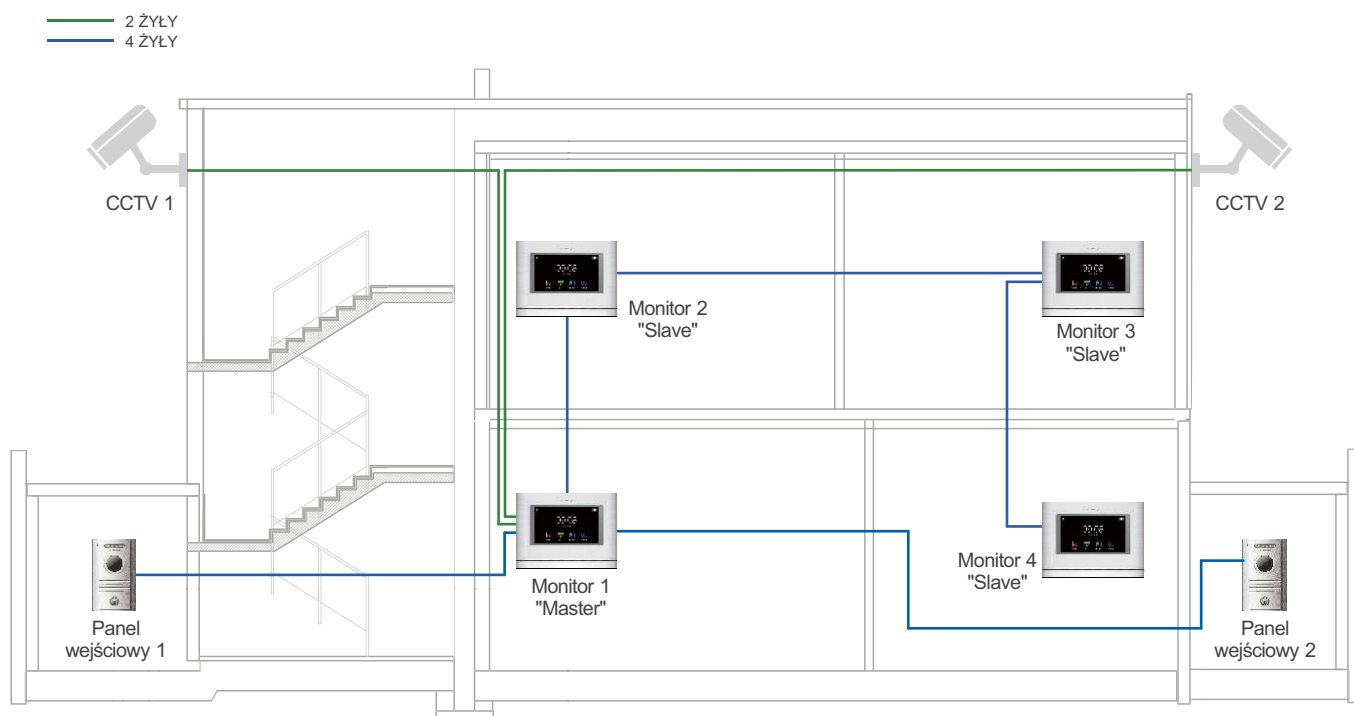 2 ŻYŁY
4 ŻYŁY
CCTV 1
CCTV 2
Monitor 2
"Slave"
Monitor 3
"Slave"
Monitor 1
"Master"
Monitor 4
"Slave"
Panel
wejściowy 1
Panel
wejściowy 2